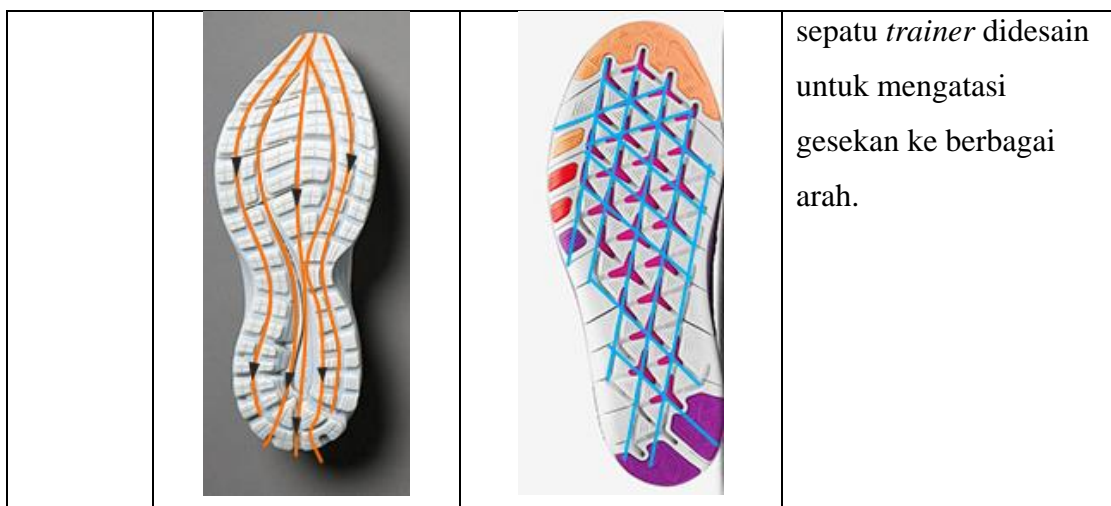 sepatu trainer didesain
untuk mengatasi
gesekan ke berbagai
arah.